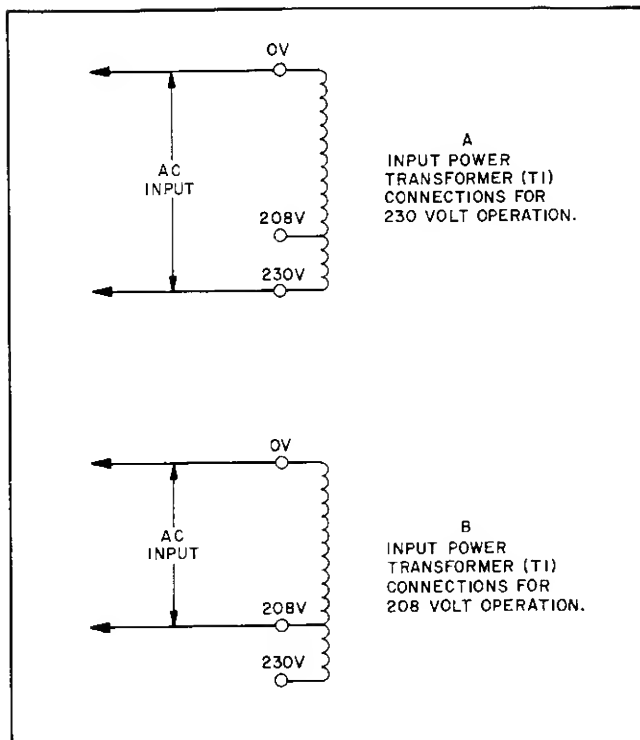 0V
AC
INPUT
208V
230V
A
INPUT POWER
TRANSFORMER (T1)
CONNECTIONS FOR
230 VOLT OPERATION.
0V
AC
INPUT
208V
230V
B
INPUT POWER
TRANSFORMER (T1)
CONNECTIONS FOR
208 VOLT OPERATION.